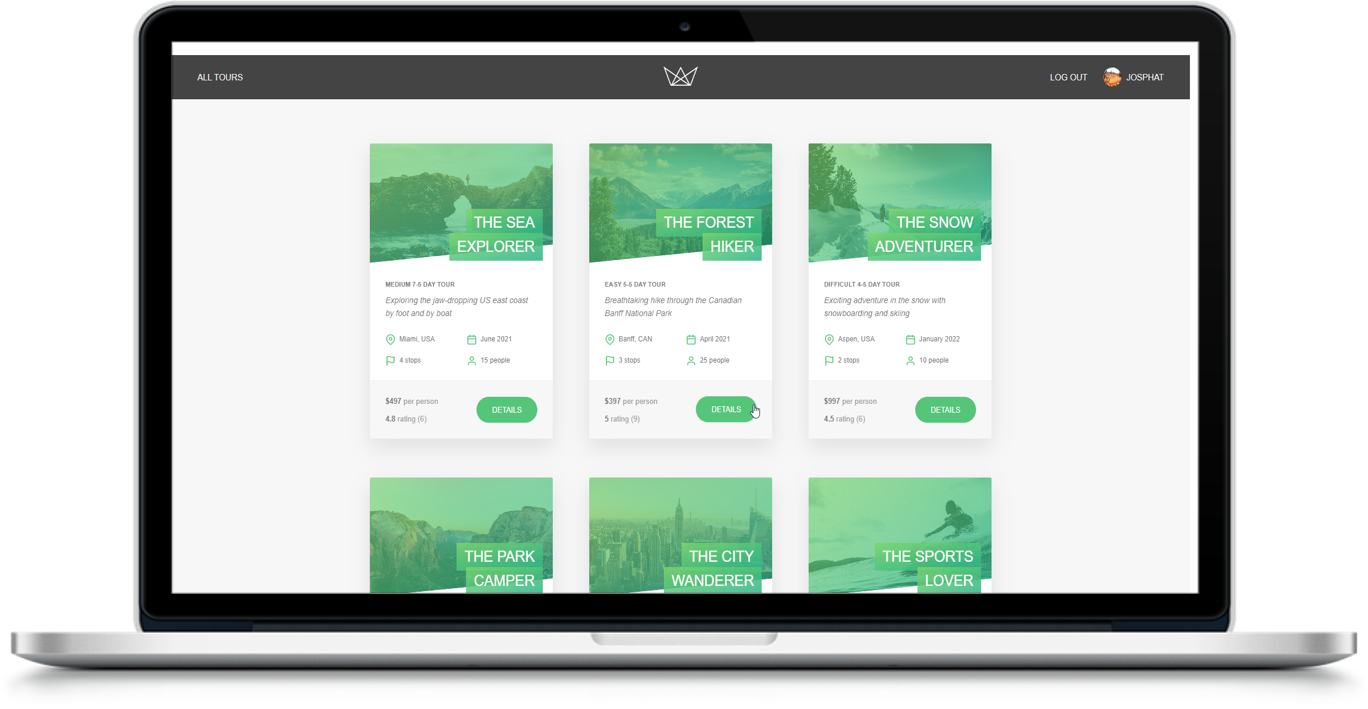 ALL TOURS
LOG OUT
JOSPHAT
THE SEA
EXPLORER
MEDIUM 7-5 DAY TOUR
Exploring the jaw-dropping US east coast
by foot and by boat
Miami, USA
June 2021
4 stops
15 people
$497 per person
4.8 rating (6)
DETAILS
THE FOREST
HIKER
EASY 5-5 DAY TOUR
Breathtaking hike through the Canadian
Banff National Park
Banff, CAN
April 2021
3 stops
25 people
$397 per person
5 rating (9)
DETAILS
THE SNOW
ADVENTURER
DIFFICULT 4-5 DAY TOUR
Exciting adventure in the snow with
snowboarding and skiing
Aspen, USA
January 2022
2 stops
10 people
$997 per person
4.5 rating (6)
DETAILS
THE PARK
CAMPER
THE CITY
WANDERER
THE SPORTS
LOVER